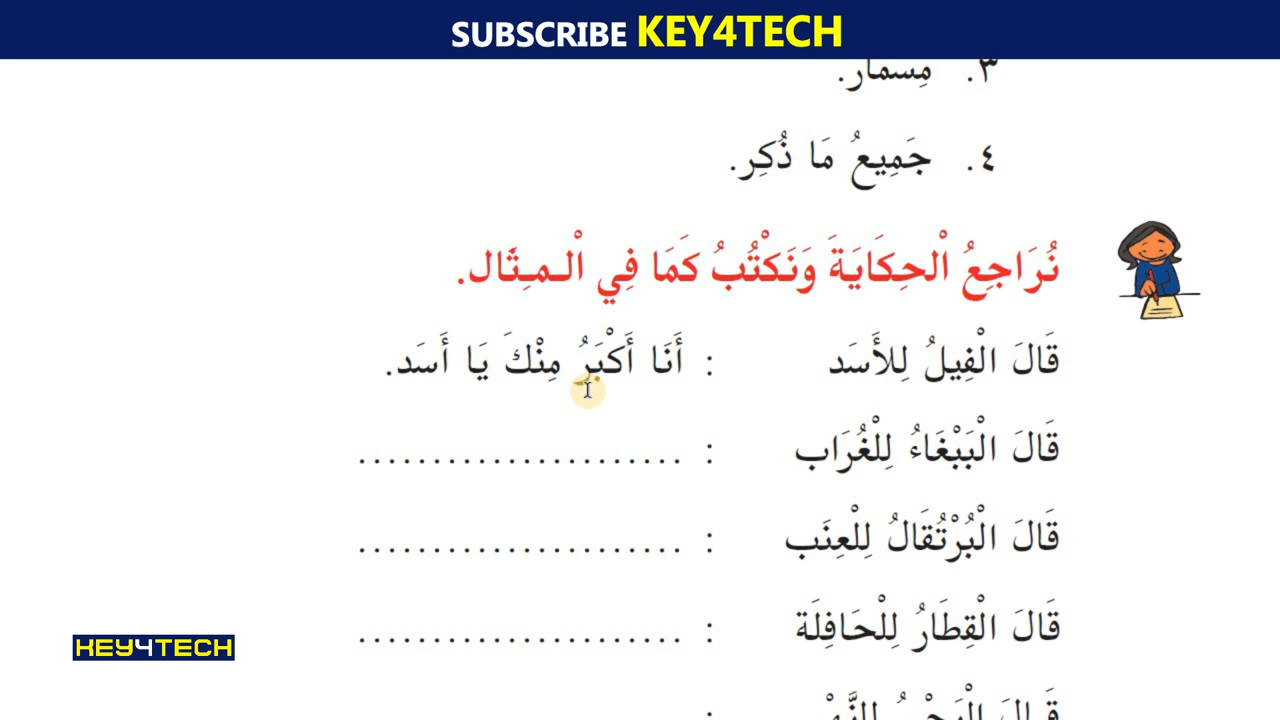 SUBSCRIBE KEY4TECH
٣. مِسمار.
٤. جَمِيعُ مَا ذُكِر.
نُرَاجِعُ الْحِكَايَةَ وَنَكْتُبُ كَمَا فِي الْـمـِثَال.
قَالَ الْفِيلُ لِلأَسَد : أَنَا أَكْبَرُ مِنْكَ يَا أَسَد.
قَالَ الْبَبْغَاءُ لِلْغُرَاب : ......................
قَالَ الْبُرْتُقَالُ لِلْعِنَب : ......................
قَالَ الْقِطَارُ لِلْحَافِلَة : ......................
KEY4TECH